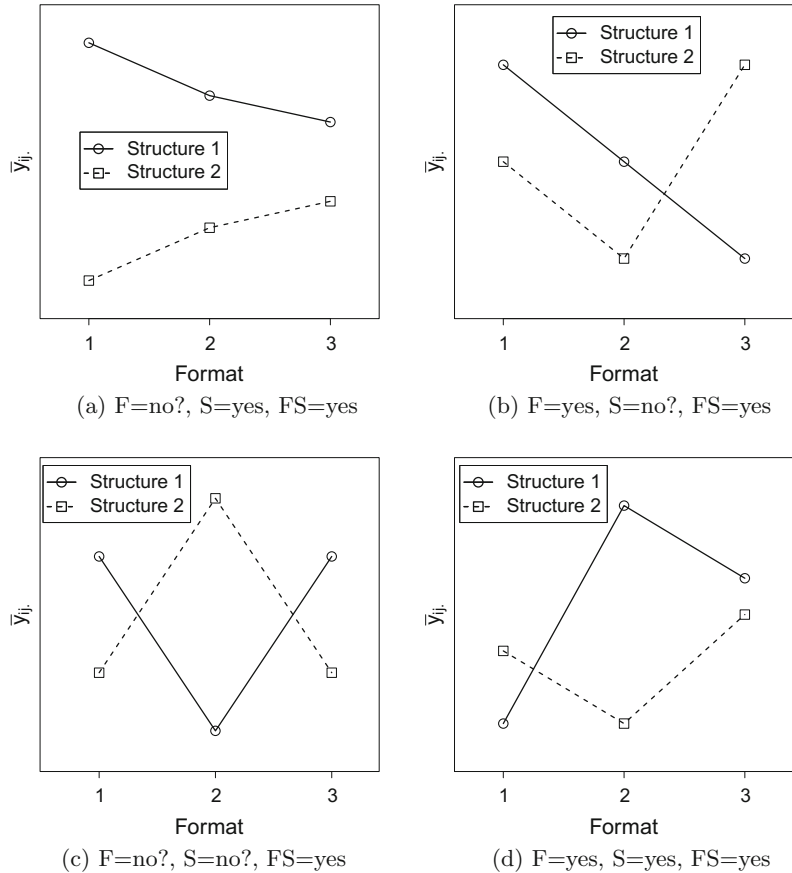 Structure 1
Structure 2
ȳij.
1 2 3
Format
(a) F=no?, S=yes, FS=yes
Structure 1
Structure 2
ȳij.
1 2 3
Format
(b) F=yes, S=no?, FS=yes
Structure 1
Structure 2
ȳij.
1 2 3
Format
(c) F=no?, S=no?, FS=yes
Structure 1
Structure 2
ȳij.
1 2 3
Format
(d) F=yes, S=yes, FS=yes